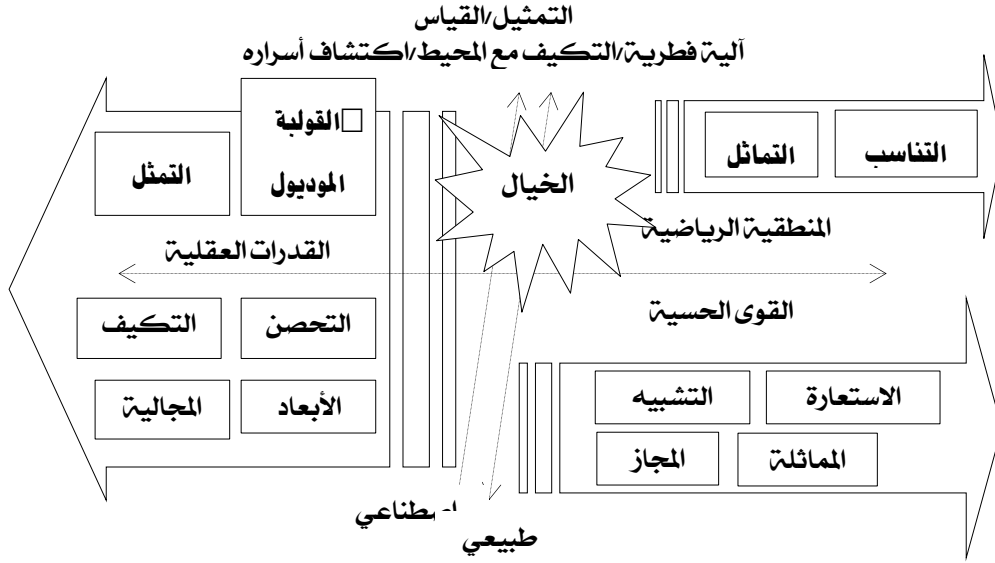 التمثيل/القياس
آلية فطرية/التكيف مع المحيط/اكتشاف أسراره
التناسب
التماثل
الخيال
القولبة
الموديول
التمثل
المنطقية الرياضية
القدرات العقلية
القوى الحسية
التحصن
التكيف
الأبعاد
المجالية
الاستعارة
التشبيه
المماثلة
المجاز
طبيعي